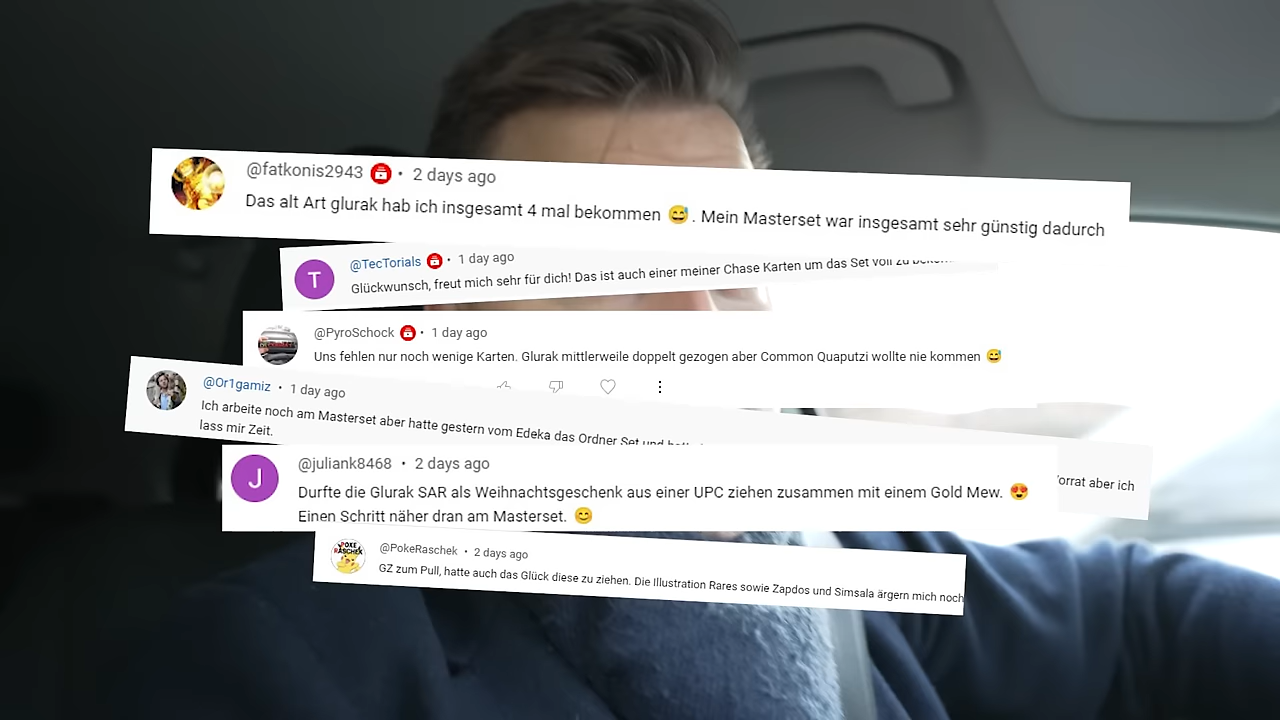 @fatkonis2943 • 2 days ago
Das alt Art glurak hab ich insgesamt 4 mal bekommen 😅. Mein Masterset war insgesamt sehr günstig dadurch
T
@TecTorials • 1 day ago
Glückwunsch, freut mich sehr für dich! Das ist auch einer meiner Chase Karten um das Set voll zu
@PyroSchock • 1 day ago
Uns fehlen nur noch wenige Karten. Glurak mittlerweile doppelt gezogen aber Common Quaputzi wollte nie kommen 😅
@Or1gamiz • 1 day ago
Ich arbeite noch am Masterset aber hatte gestern vom Edeka das Ordner Set und
orrat aber ich
lass mir Zeit.
J
@juliank8468 • 2 days ago
Durfte die Glurak SAR als Weihnachtsgeschenk aus einer UPC ziehen zusammen mit einem Gold Mew. 😍
Einen Schritt näher dran am Masterset. 😊
POKE
RASCHEK
@PokeRaschek • 2 days ago
GZ zum Pull, hatte auch das Glück diese zu ziehen. Die Illustration Rares sowie Zapdos und Simsala ärgern mich noch